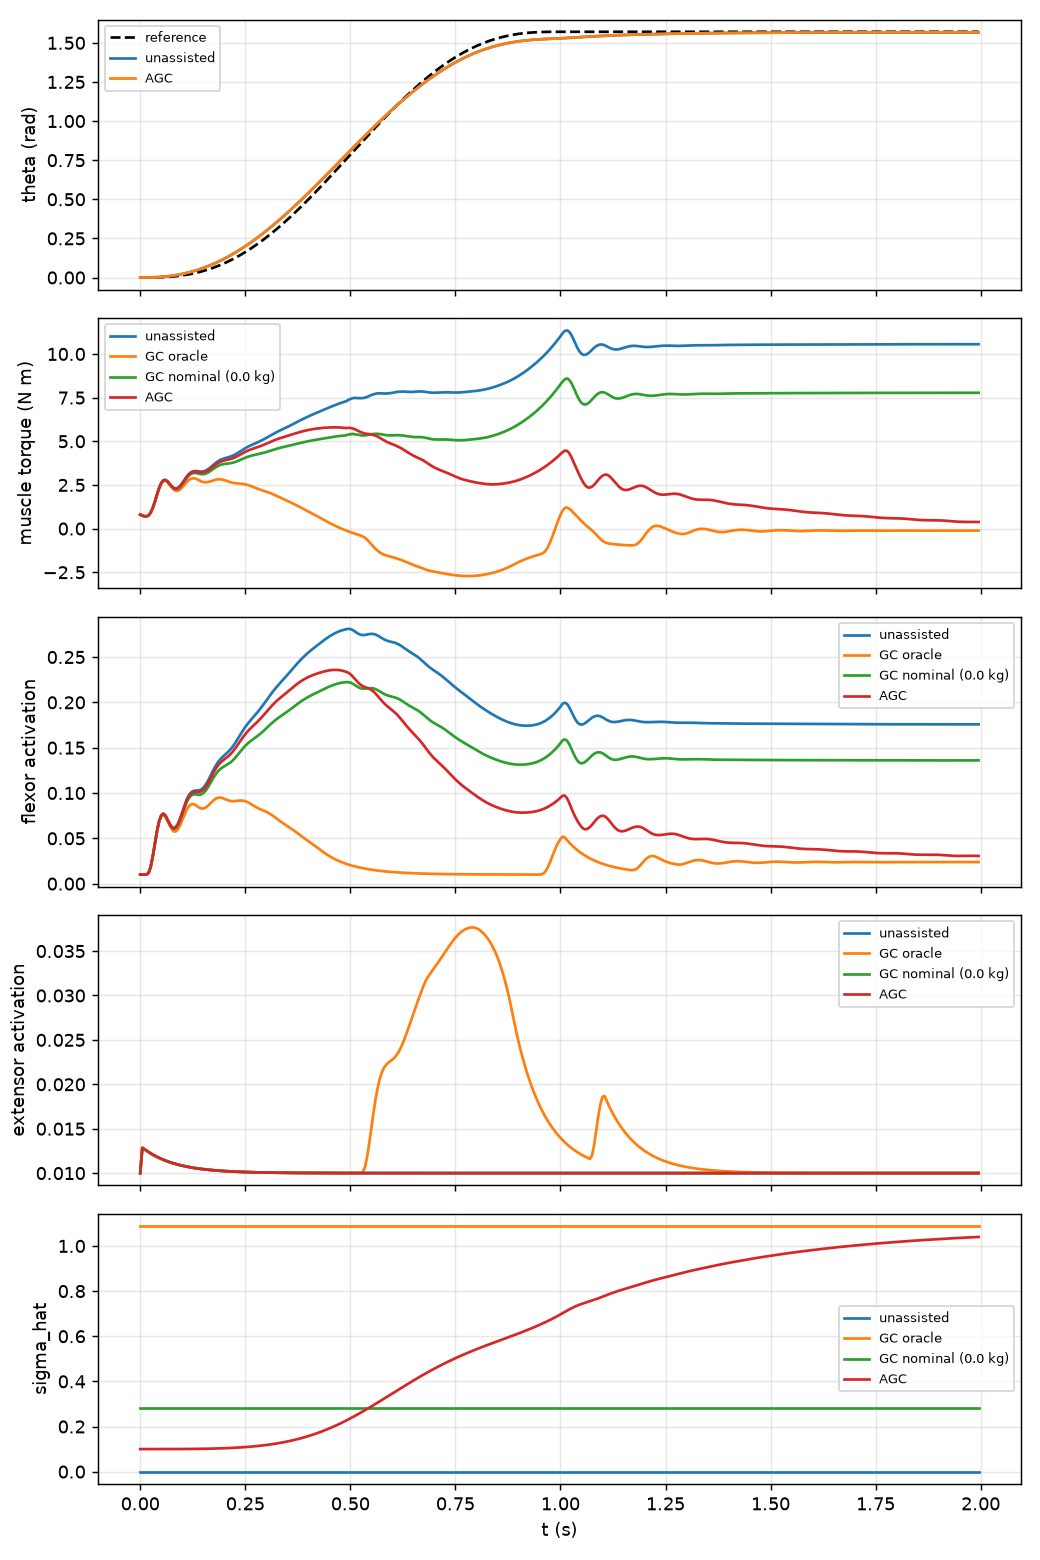 theta (rad)
1.50
1.25
1.00
0.75
0.50
0.25
0.00
reference
unassisted
AGC
muscle torque (N m)
10.0
7.5
5.0
2.5
0.0
−2.5
unassisted
GC oracle
GC nominal (0.0 kg)
AGC
flexor activation
0.25
0.20
0.15
0.10
0.05
0.00
unassisted
GC oracle
GC nominal (0.0 kg)
AGC
extensor activation
0.035
0.030
0.025
0.020
0.015
0.010
unassisted
GC oracle
GC nominal (0.0 kg)
AGC
sigma_hat
1.0
0.8
0.6
0.4
0.2
0.0
unassisted
GC oracle
GC nominal (0.0 kg)
AGC
0.00 0.25 0.50 0.75 1.00 1.25 1.50 1.75 2.00
t (s)